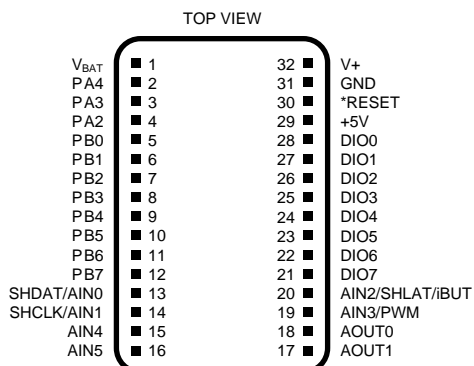 TOP VIEW
VBAT 1 32 V+
PA4 2 31 GND
PA3 3 30 *RESET
PA2 4 29 +5V
PB0 5 28 DIO0
PB1 6 27 DIO1
PB2 7 26 DIO2
PB3 8 25 DIO3
PB4 9 24 DIO4
PB5 10 23 DIO5
PB6 11 22 DIO6
PB7 12 21 DIO7
SHDAT/AIN0 13 20 AIN2/SHLAT/iBUT
SHCLK/AIN1 14 19 AIN3/PWM
AIN4 15 18 AOUT0
AIN5 16 17 AOUT1